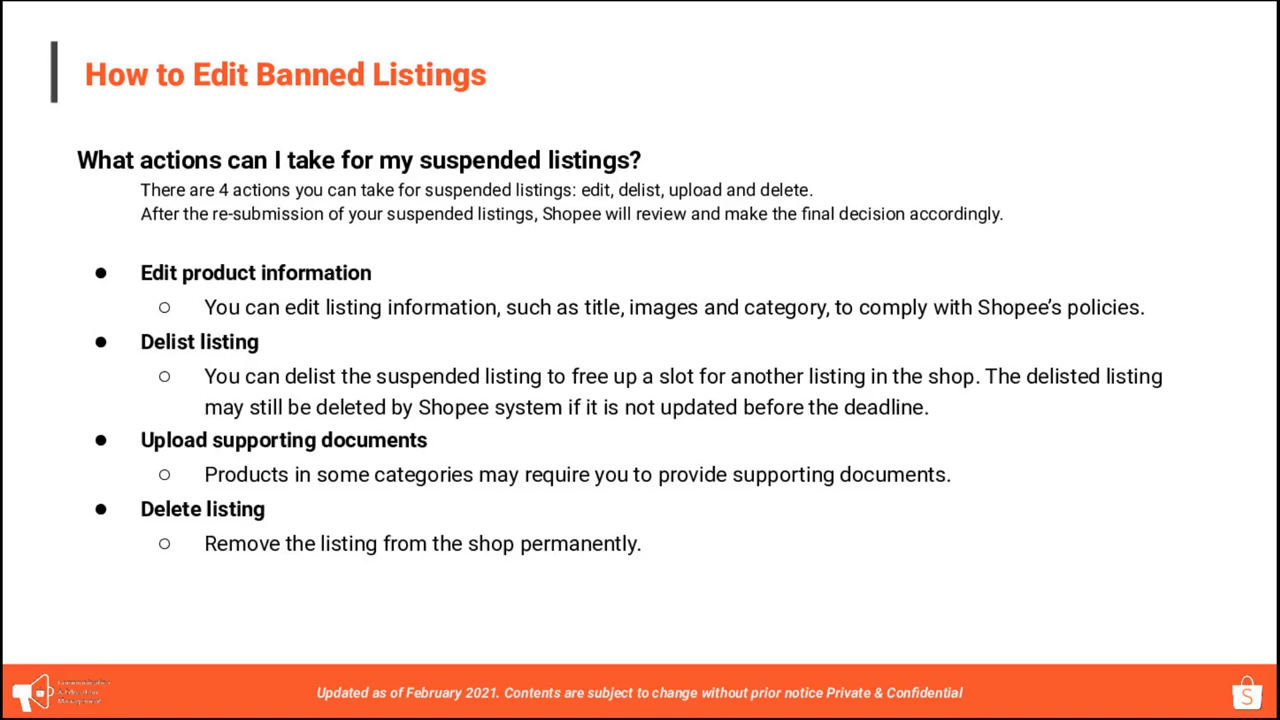 How to Edit Banned Listings
What actions can I take for my suspended listings?
There are 4 actions you can take for suspended listings: edit, delist, upload and delete.
After the re-submission of your suspended listings, Shopee will review and make the final decision accordingly.
● Edit product information
○ You can edit listing information, such as title, images and category, to comply with Shopee’s policies.
● Delist listing
○ You can delist the suspended listing to free up a slot for another listing in the shop. The delisted listing
may still be deleted by Shopee system if it is not updated before the deadline.
● Upload supporting documents
○ Products in some categories may require you to provide supporting documents.
● Delete listing
○ Remove the listing from the shop permanently.
Updated as of February 2021. Contents are subject to change without prior notice Private & Confidential
S